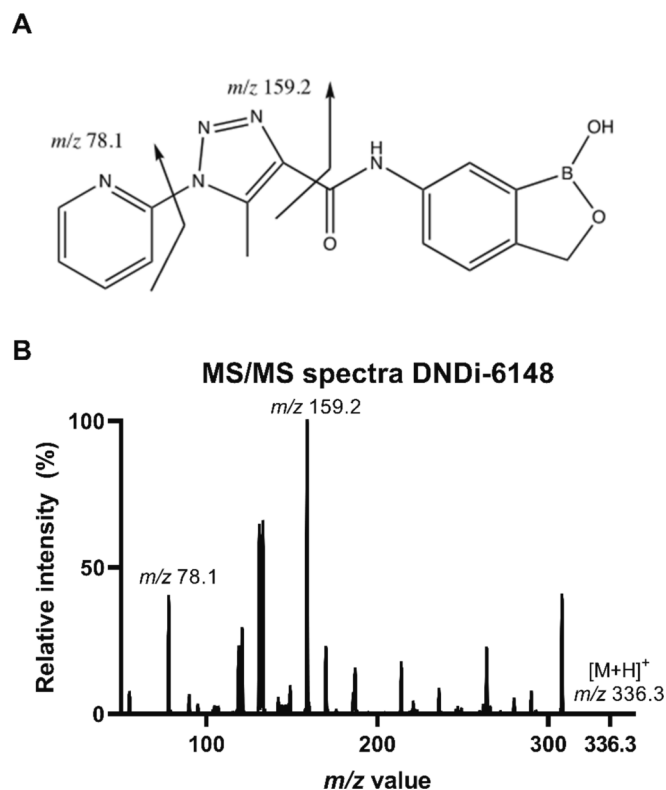 A
m/z 159.2
m/z 78.1
N
N
N
N
H
N
O
OH
B
O
B
MS/MS spectra DNDi-6148
m/z 159.2
100
m/z 78.1
50
[M+H]+
m/z 336.3
0
100
200
300
336.3
Relative intensity (%)
m/z value